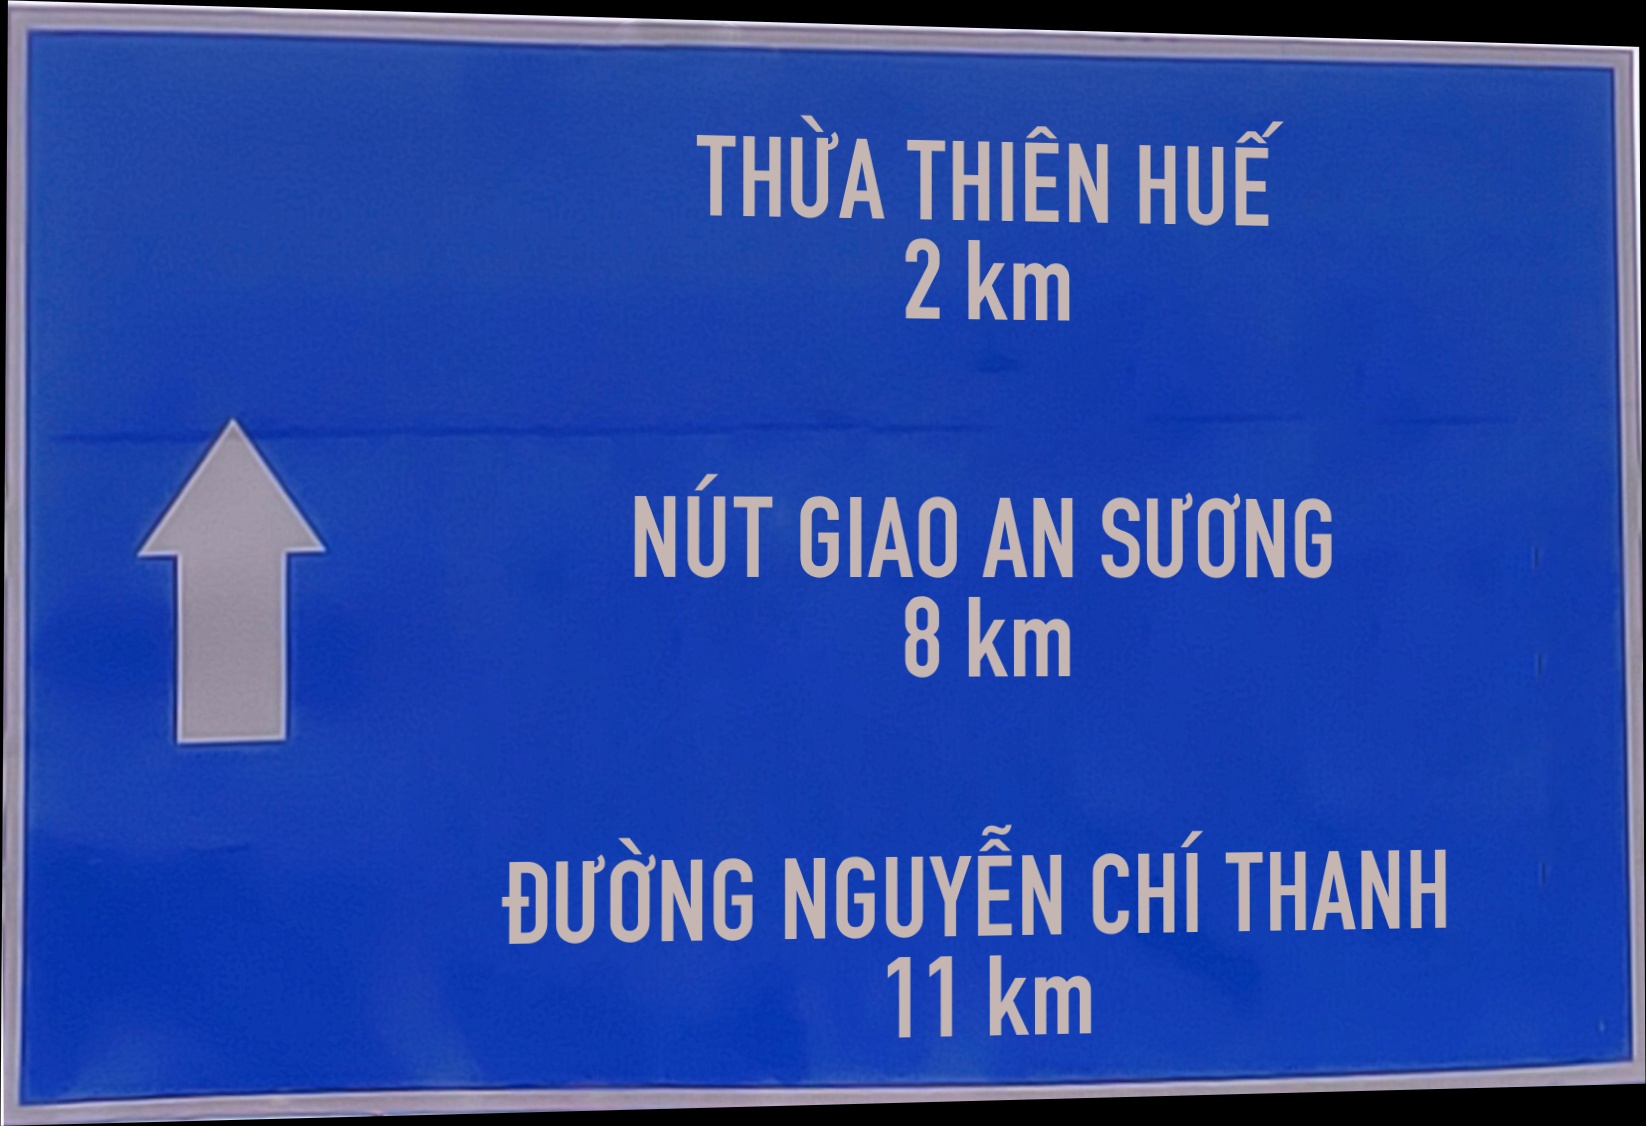 THỪA THIÊN HUẾ
2 km
NÚT GIAO AN SƯƠNG
8 km
ĐƯỜNG NGUYỄN CHÍ THANH
11 km